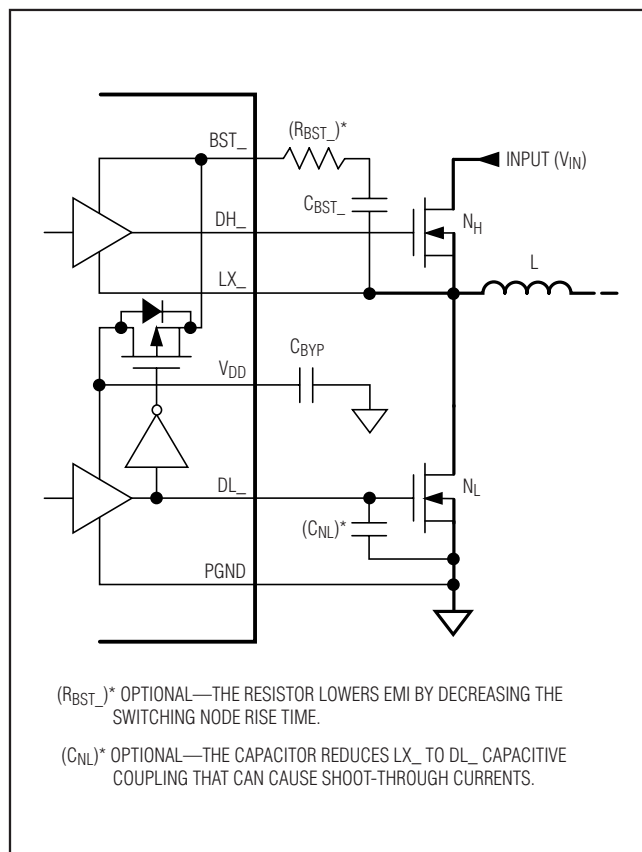 BST_
(RBST_)*
INPUT (VIN)
CBST_
DH_
NH
L
LX_
CBYP
VDD
DL_
NL
(CNL)*
PGND
(RBST_)* OPTIONAL—THE RESISTOR LOWERS EMI BY DECREASING THE
SWITCHING NODE RISE TIME.
(CNL)* OPTIONAL—THE CAPACITOR REDUCES LX_ TO DL_ CAPACITIVE
COUPLING THAT CAN CAUSE SHOOT-THROUGH CURRENTS.